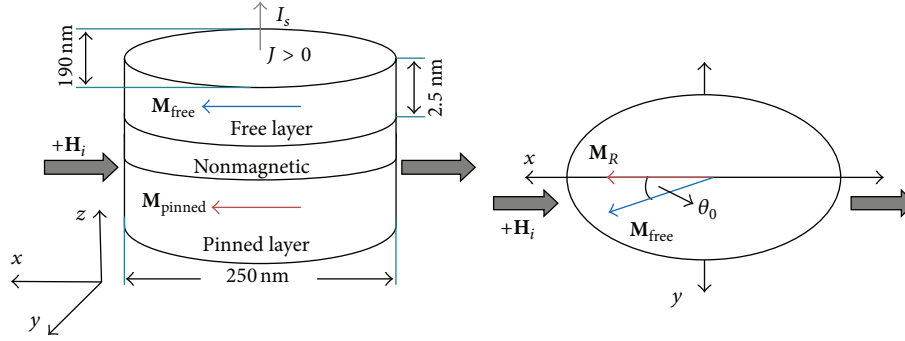 I_s
J > 0
190 nm
2.5 nm
M_free
Free layer
+H_i
Nonmagnetic
M_pinned
z
Pinned layer
x
250 nm
y
x
M_R
θ_0
+H_i
M_free
y